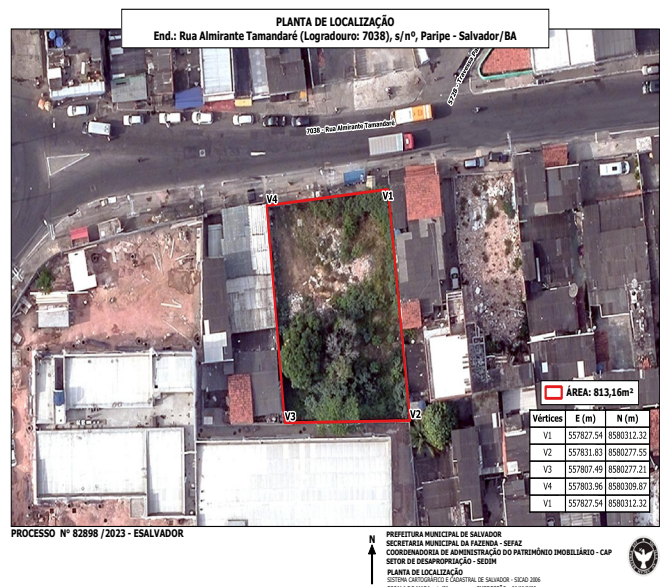 PLANTA DE LOCALIZAÇÃO
End.: Rua Almirante Tamandaré (Logradouro: 7038), s/nº, Paripe - Salvador/BA
7038 - Rua Almirante Tamandaré
V4
V1
V3
V2
ÁREA: 813,16m²
Vértices E (m) N (m)
V1 557827.54 8580312.32
V2 557831.83 8580277.55
V3 557807.49 8580277.21
V4 557803.96 8580309.87
V1 557827.54 8580312.32
PROCESSO Nº 82898 /2023 - ESALVADOR
N
PREFEITURA MUNICIPAL DE SALVADOR
SECRETARIA MUNICIPAL DA FAZENDA - SEFAZ
COORDENADORIA DE ADMINISTRAÇÃO DO PATRIMÔNIO IMOBILIÁRIO - CAP
SETOR DE DESAPROPRIAÇÃO - SEDIM
PLANTA DE LOCALIZAÇÃO
SISTEMA CARTOGRÁFICO E CADASTRAL DE SALVADOR - SICAD 2006